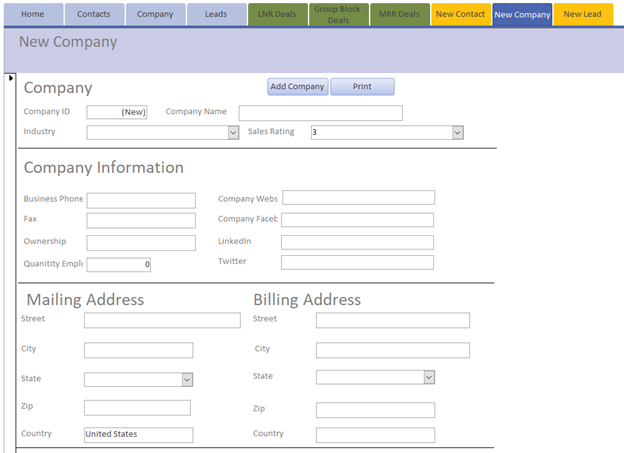 Home Contacts Company Leads LNR Deals Group Block Deals MRR Deals New Contact New Company New Lead
New Company
Company Add Company Print
Company ID (New) Company Name
Industry Sales Rating 3
Company Information
Business Phone Company Webs
Fax Company Faceb
Ownership LinkedIn
Quanitity Empl 0 Twitter
Mailing Address Billing Address
Street Street
City City
State State
Zip Zip
Country United States Country